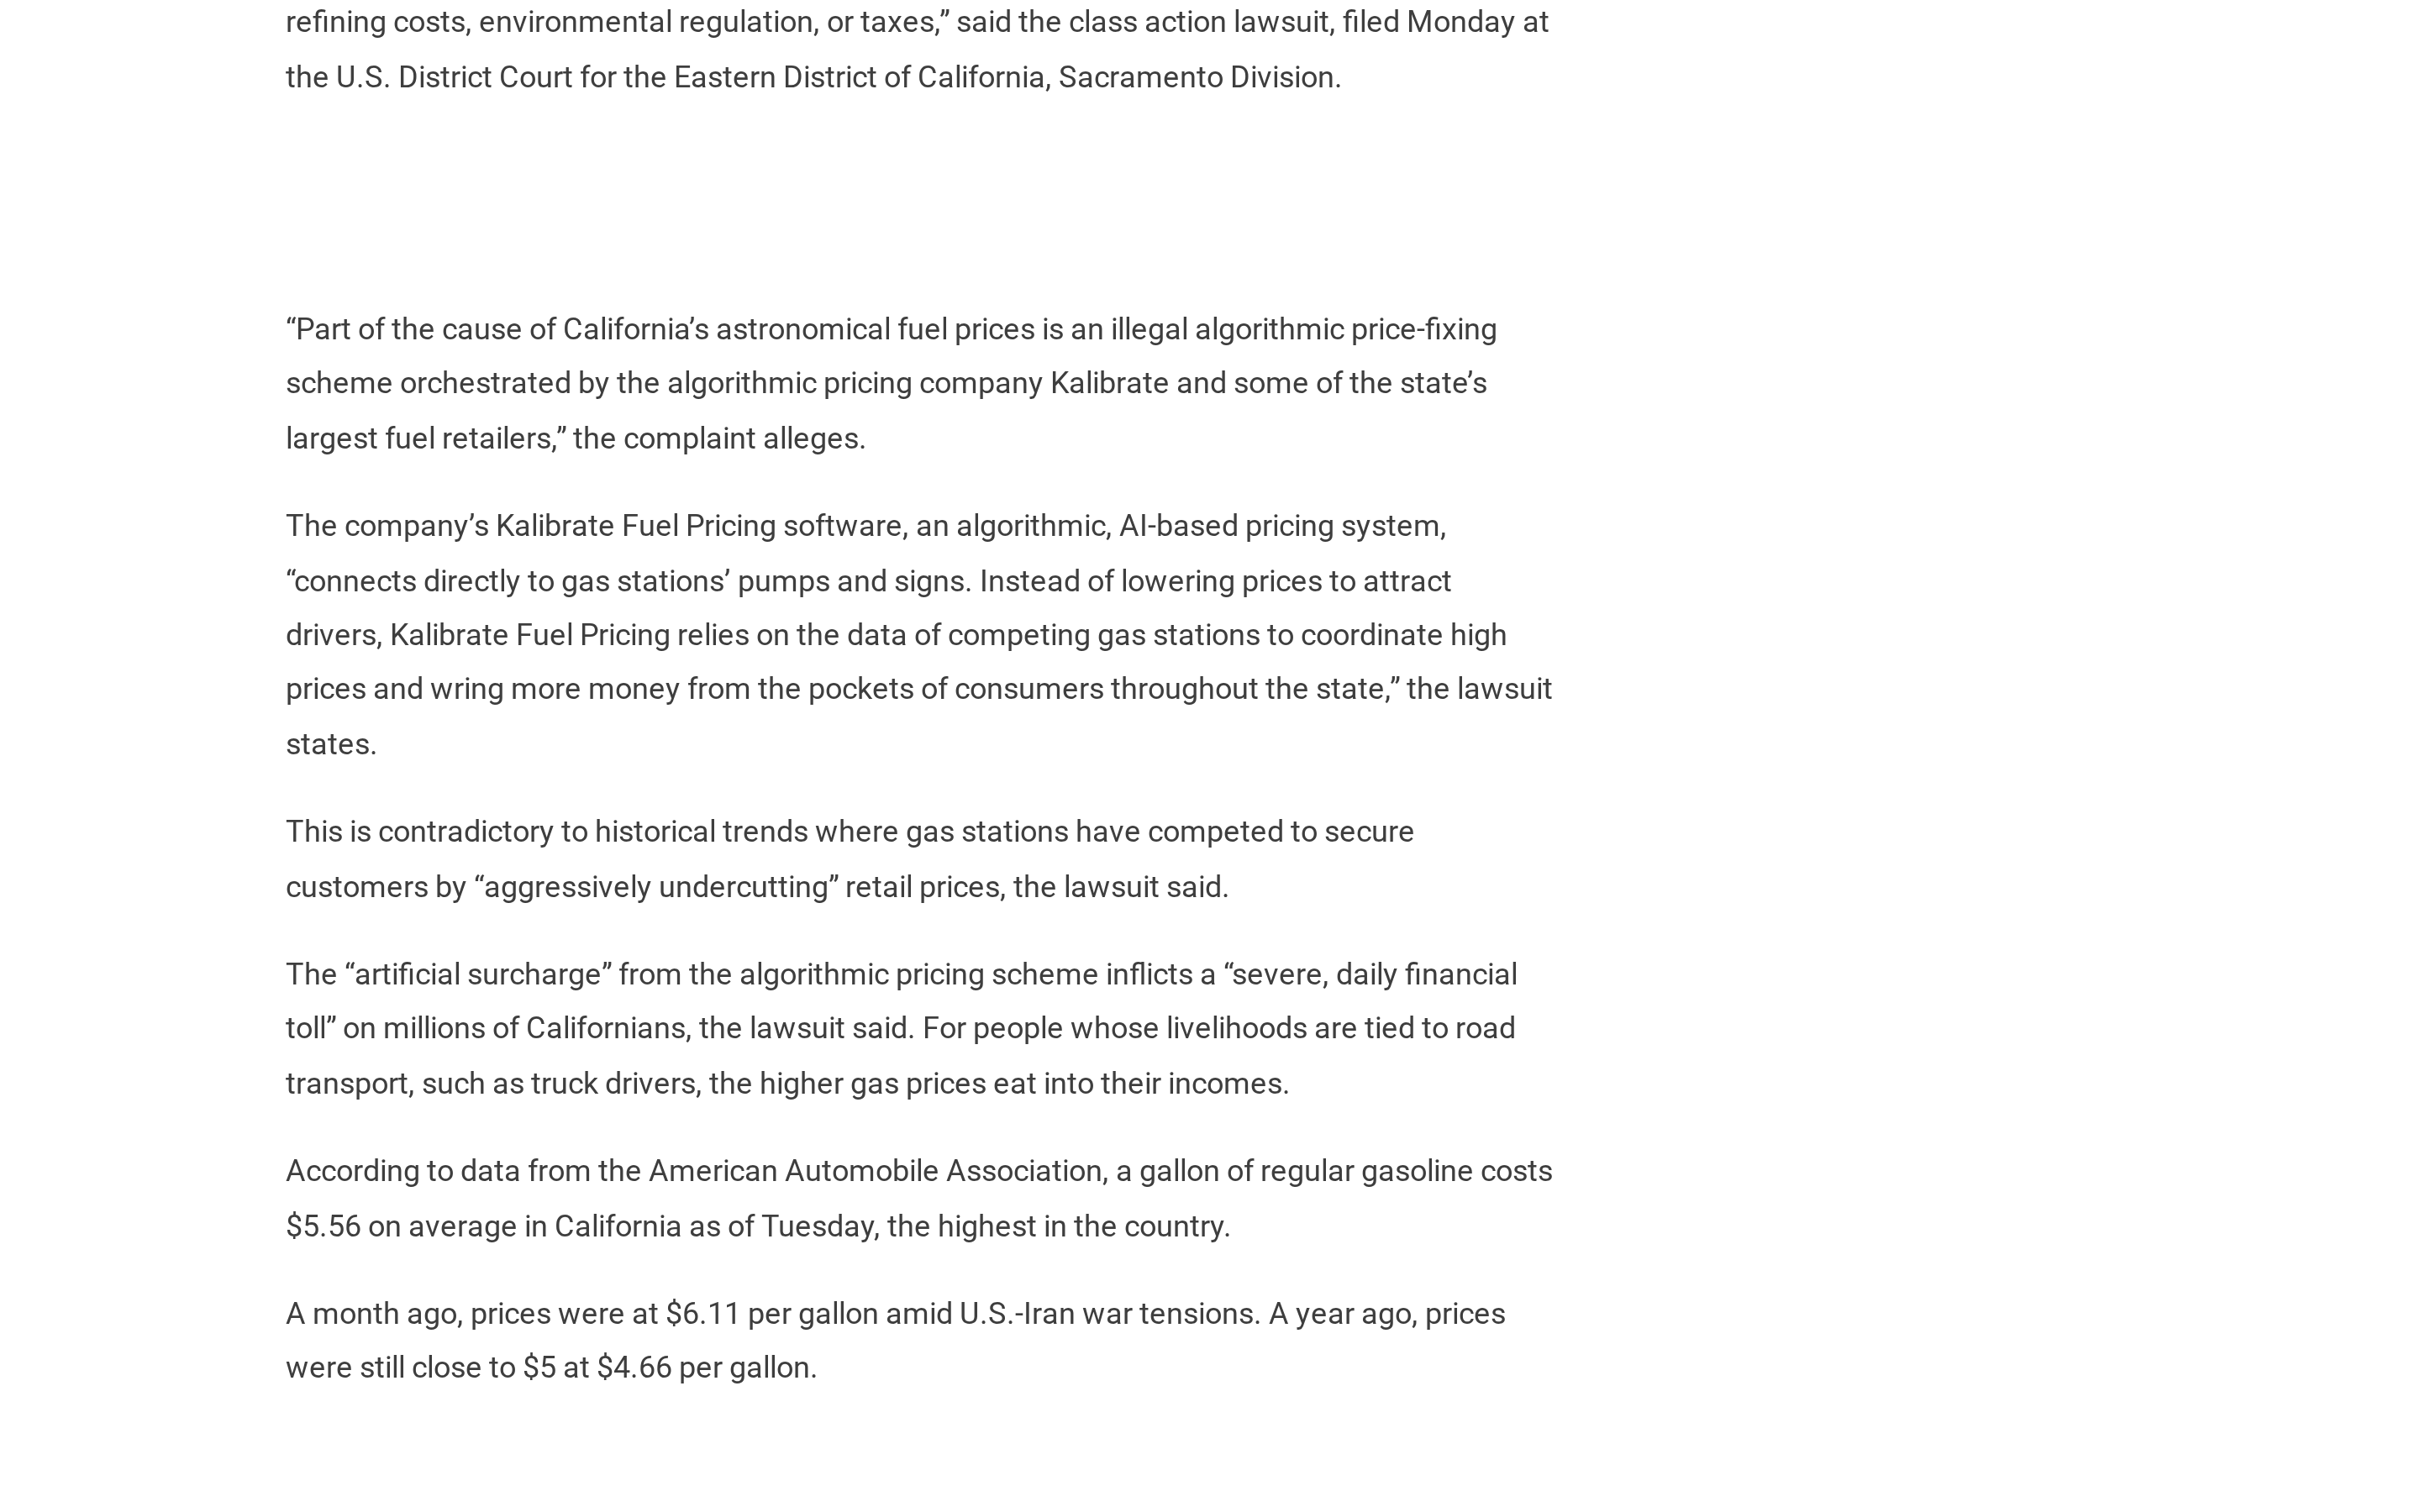 refining costs, environmental regulation, or taxes,” said the class action lawsuit, filed Monday at
the U.S. District Court for the Eastern District of California, Sacramento Division.
“Part of the cause of California’s astronomical fuel prices is an illegal algorithmic price-fixing
scheme orchestrated by the algorithmic pricing company Kalibrate and some of the state’s
largest fuel retailers,” the complaint alleges.
The company’s Kalibrate Fuel Pricing software, an algorithmic, AI-based pricing system,
“connects directly to gas stations’ pumps and signs. Instead of lowering prices to attract
drivers, Kalibrate Fuel Pricing relies on the data of competing gas stations to coordinate high
prices and wring more money from the pockets of consumers throughout the state,” the lawsuit
states.
This is contradictory to historical trends where gas stations have competed to secure
customers by “aggressively undercutting” retail prices, the lawsuit said.
The “artificial surcharge” from the algorithmic pricing scheme inflicts a “severe, daily financial
toll” on millions of Californians, the lawsuit said. For people whose livelihoods are tied to road
transport, such as truck drivers, the higher gas prices eat into their incomes.
According to data from the American Automobile Association, a gallon of regular gasoline costs
$5.56 on average in California as of Tuesday, the highest in the country.
A month ago, prices were at $6.11 per gallon amid U.S.-Iran war tensions. A year ago, prices
were still close to $5 at $4.66 per gallon.